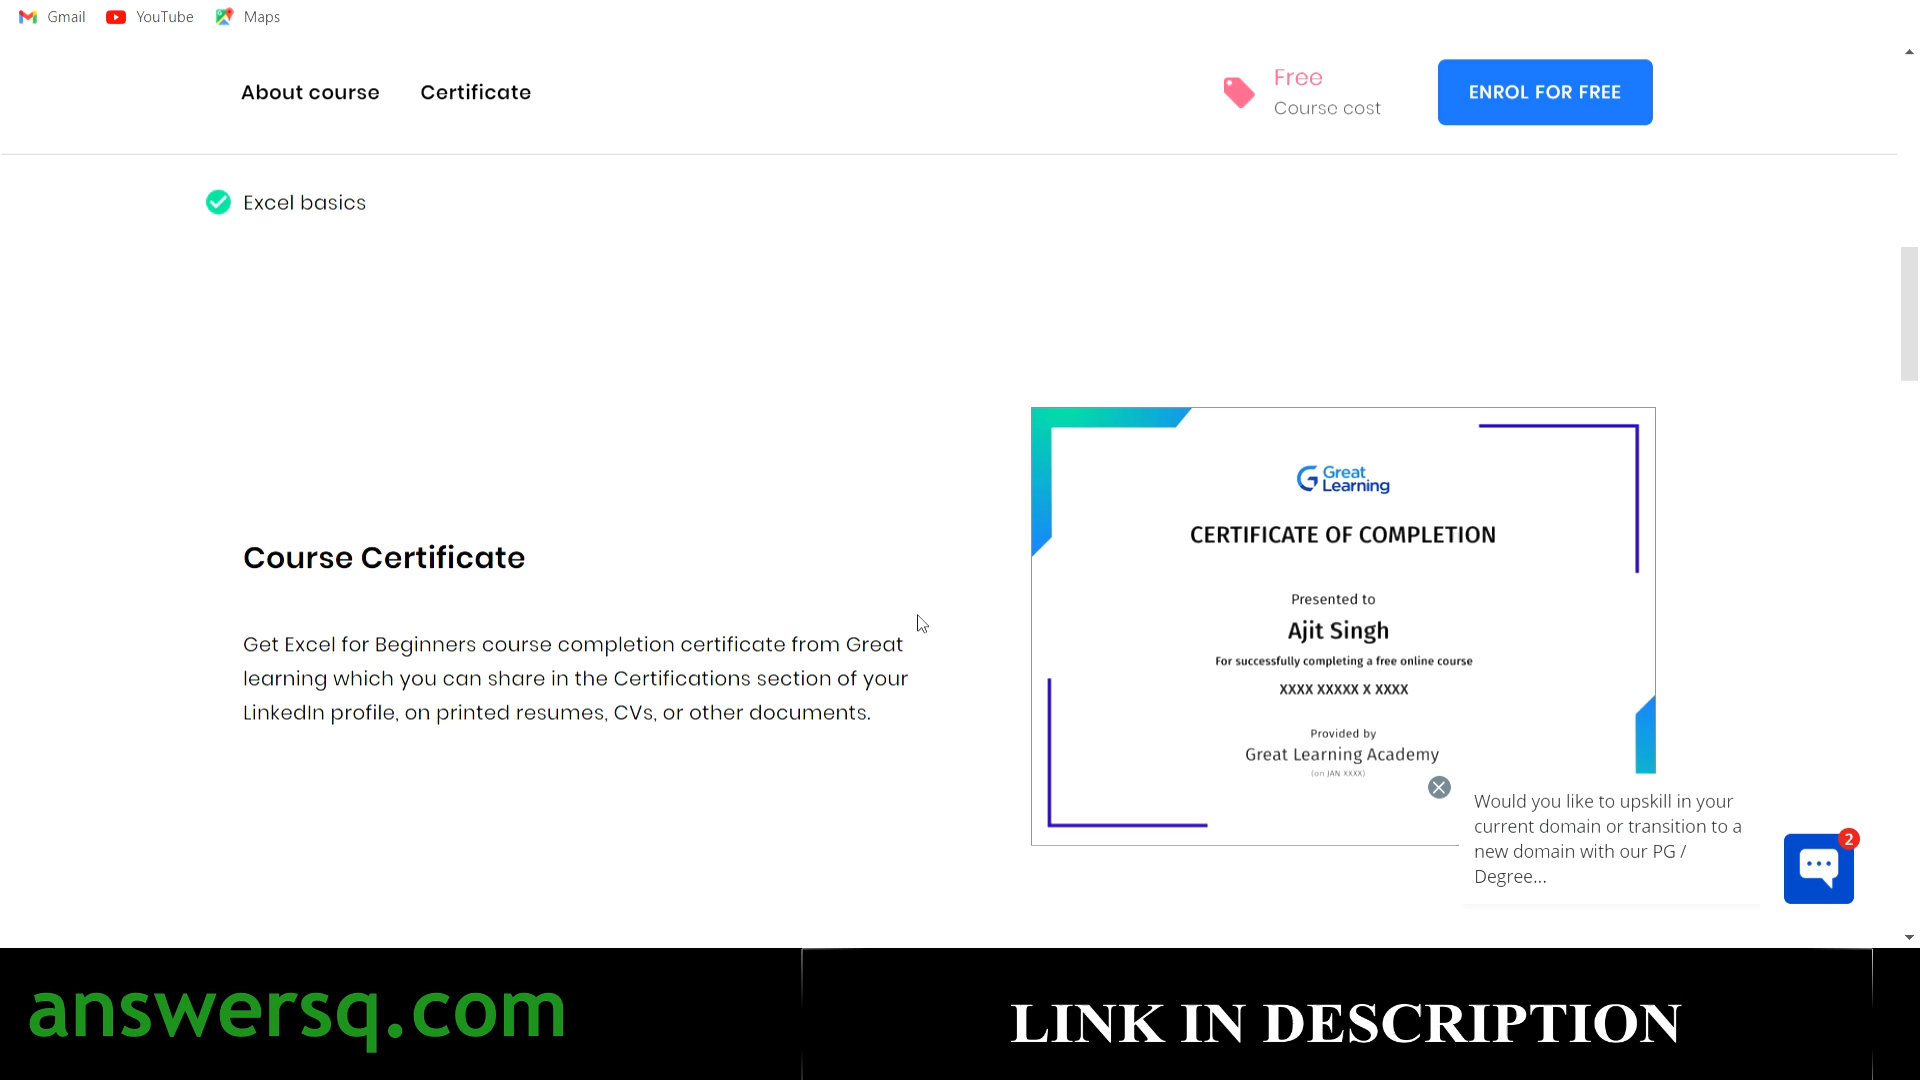 Gmail YouTube Maps
About course Certificate
Free
Course cost
ENROL FOR FREE
Excel basics
Course Certificate
Get Excel for Beginners course completion certificate from Great
learning which you can share in the Certifications section of your
LinkedIn profile, on printed resumes, CVs, or other documents.
Great
Learning
CERTIFICATE OF COMPLETION
Presented to
Ajit Singh
For successfully completing a free online course
XXXX XXXXX X XXXX
Provided by
Great Learning Academy
(on JAN XXXX)
Would you like to upskill in your
current domain or transition to a
new domain with our PG /
Degree...
2
answersq.com
LINK IN DESCRIPTION